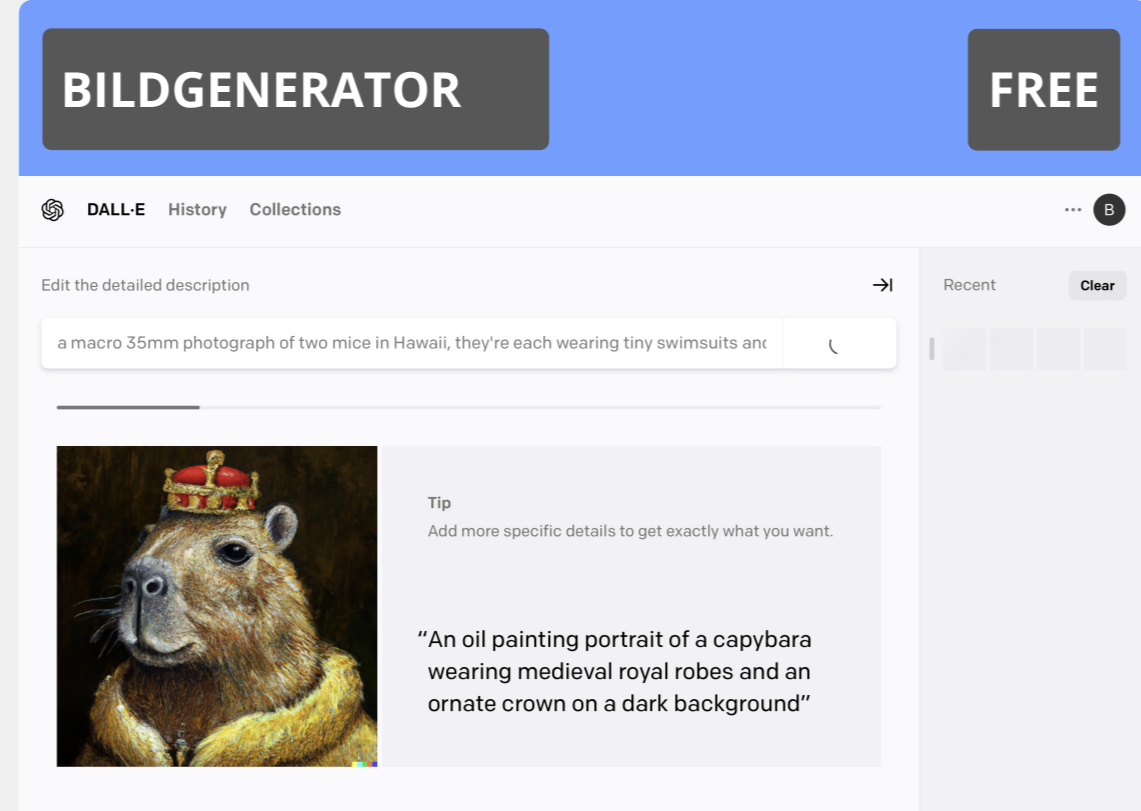 BILDGENERATOR
FREE
DALL·E History Collections
B
Edit the detailed description
Recent
Clear
a macro 35mm photograph of two mice in Hawaii, they're each wearing tiny swimsuits and
Tip
Add more specific details to get exactly what you want.
“An oil painting portrait of a capybara
wearing medieval royal robes and an
ornate crown on a dark background”